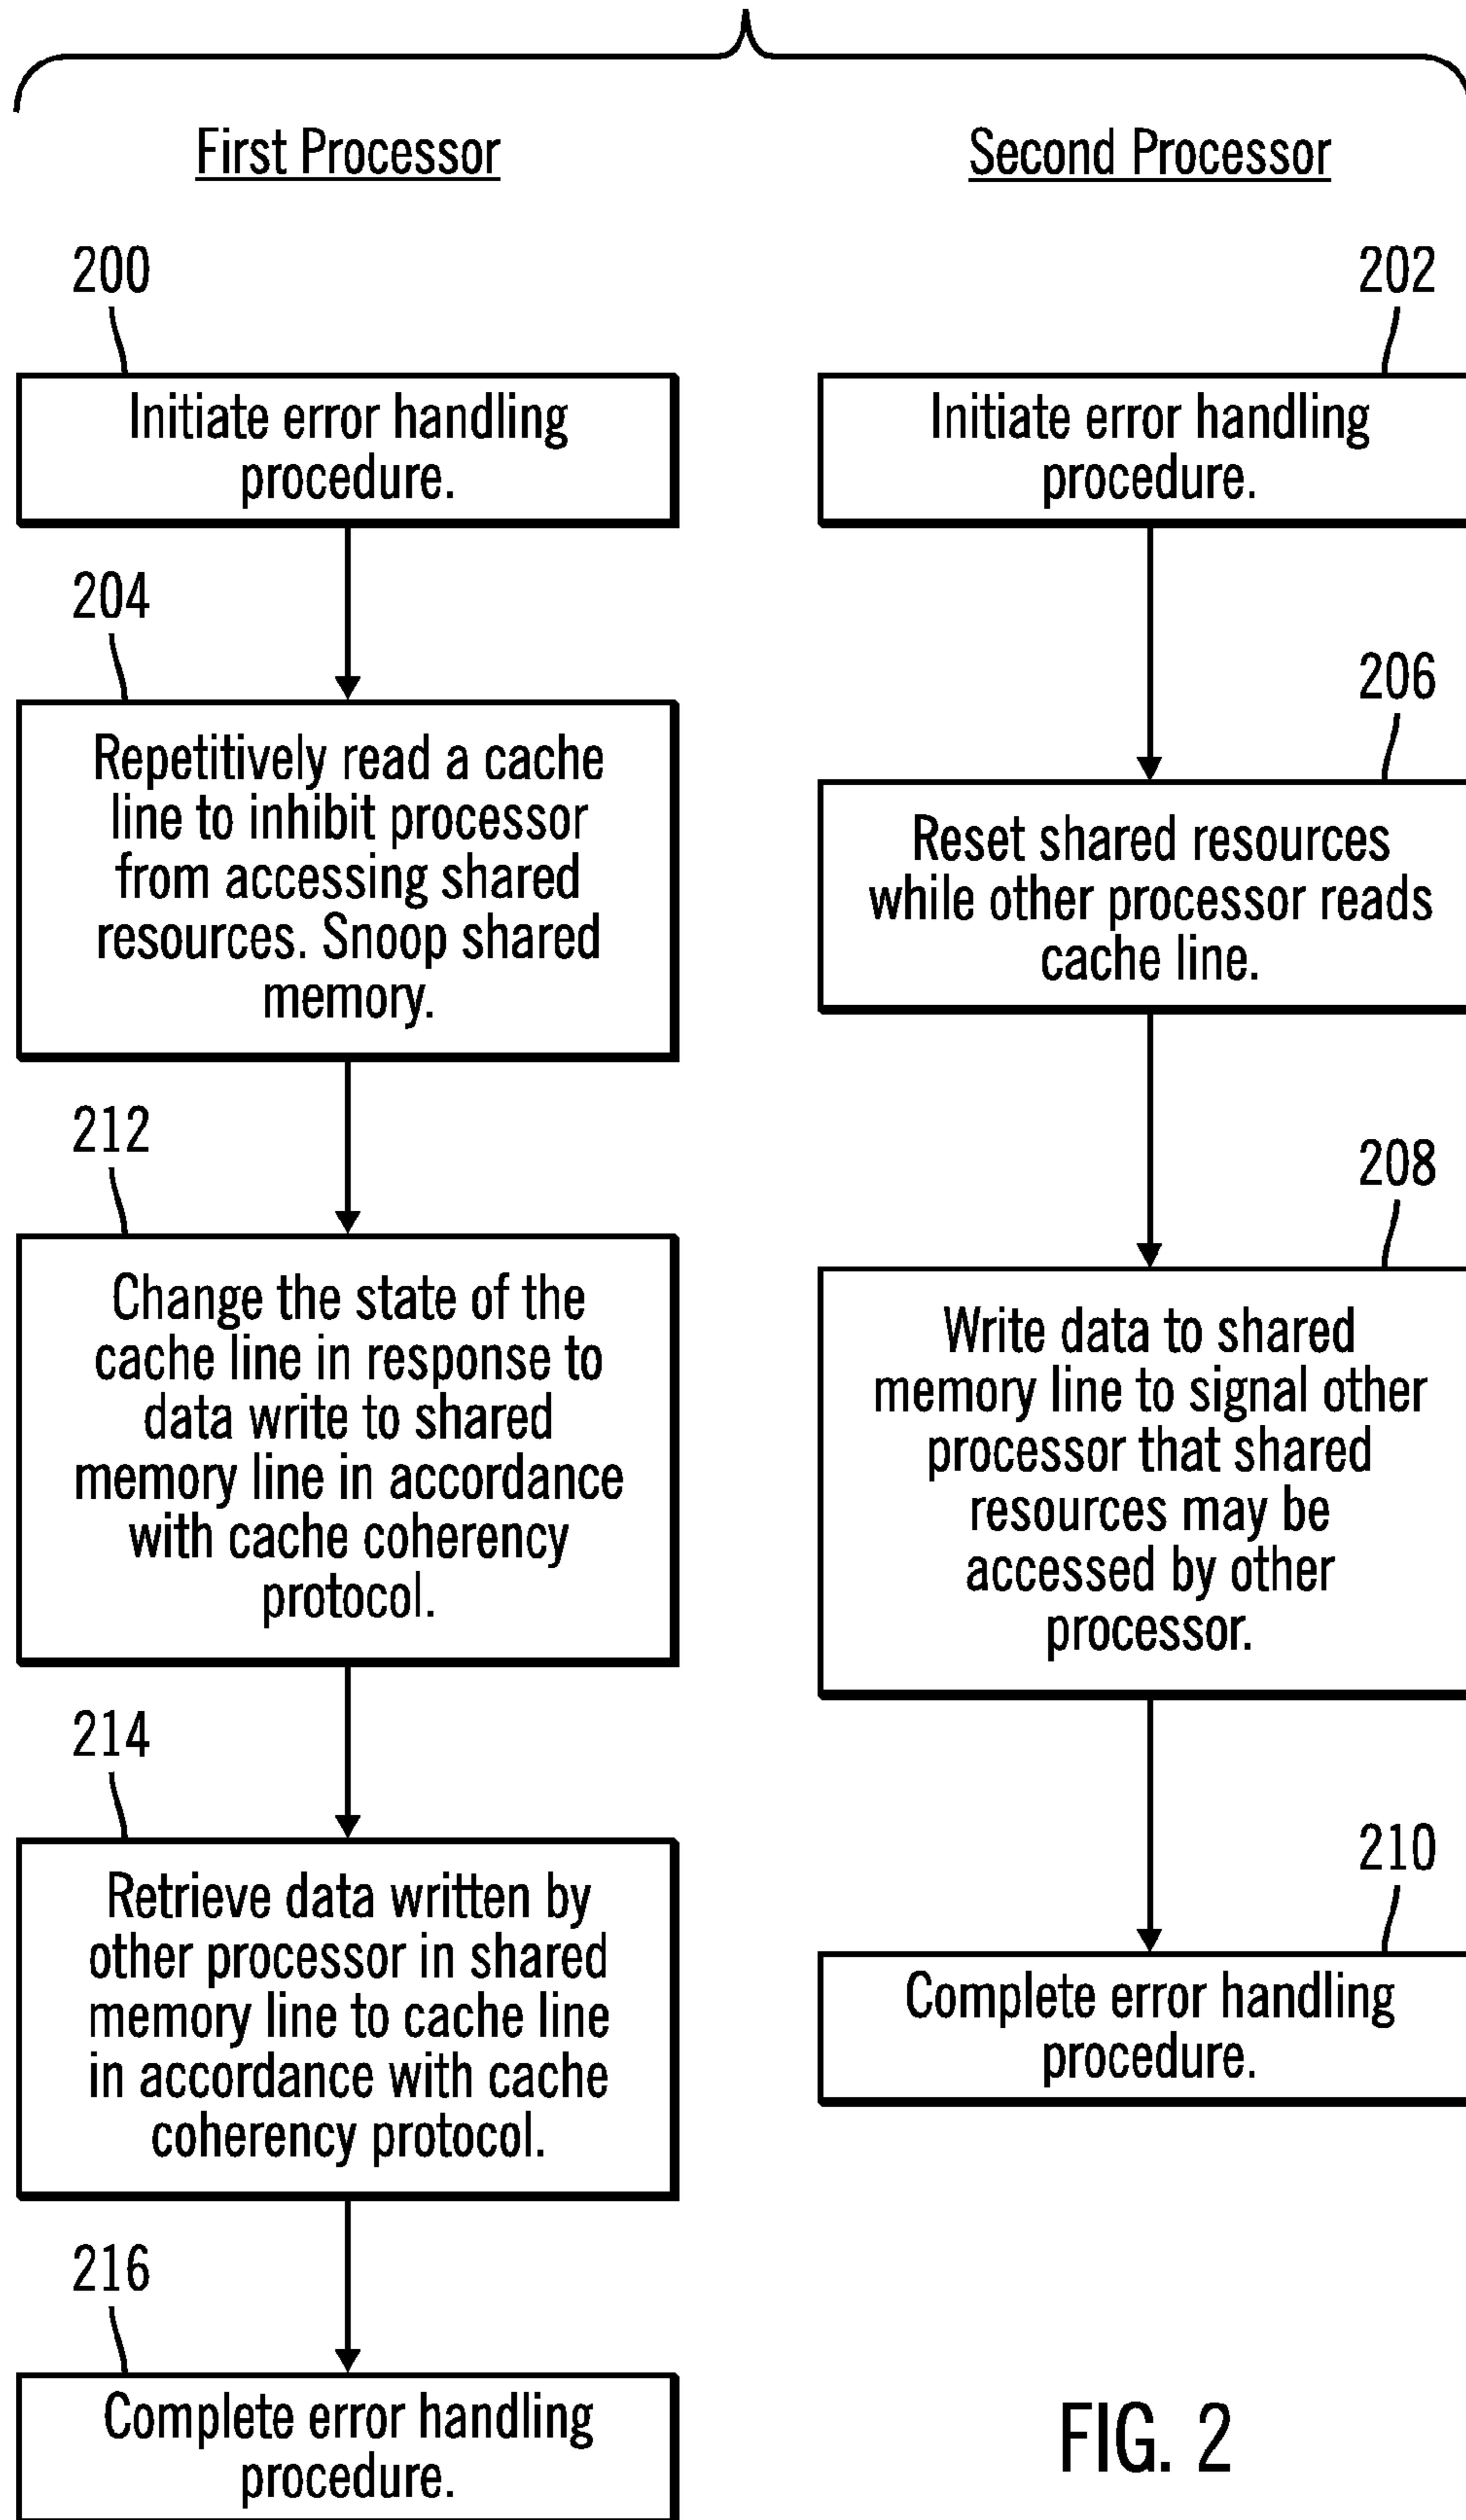 First Processor
200
Initiate error handling
procedure.
204
Repetitively read a cache
line to inhibit processor
from accessing shared
resources. Snoop shared
memory.
212
Change the state of the
cache line in response to
data write to shared
memory line in accordance
with cache coherency
protocol.
214
Retrieve data written by
other processor in shared
memory line to cache line
in accordance with cache
coherency protocol.
216
Complete error handling
procedure.
Second Processor
202
Initiate error handling
procedure.
206
Reset shared resources
while other processor reads
cache line.
208
Write data to shared
memory line to signal other
processor that shared
resources may be
accessed by other
processor.
210
Complete error handling
procedure.
FIG. 2